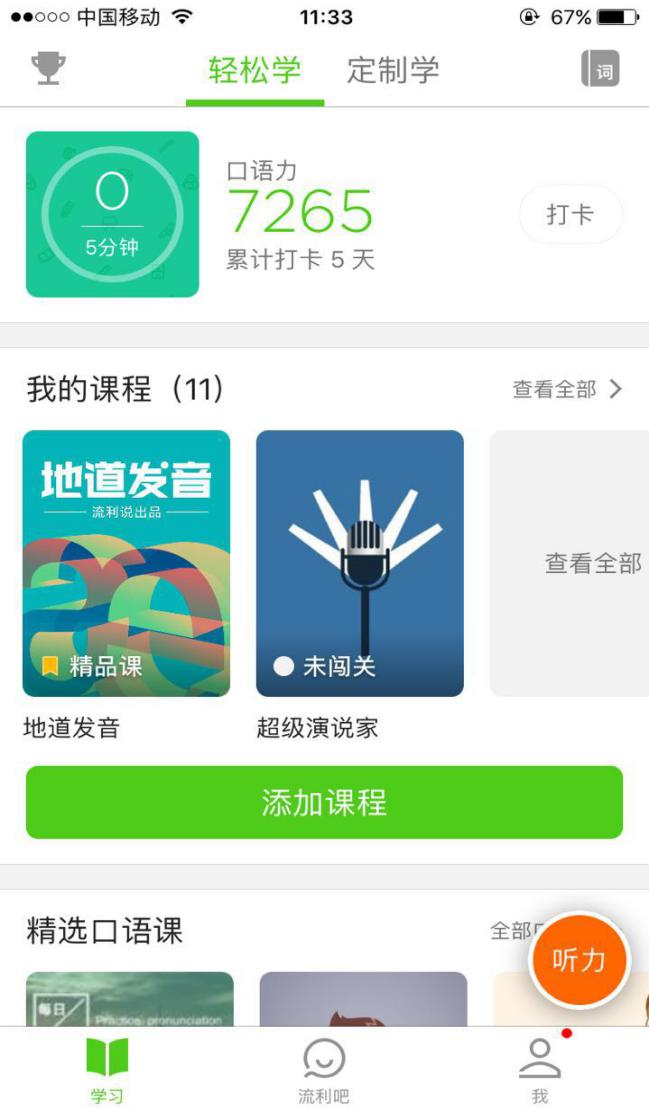 中国移动
11:33
67%
轻松学
定制学
词
0
5分钟
口语力
7265
累计打卡 5 天
打卡
我的课程（11）
查看全部
地道发音
流利说出品
精品课
未闯关
查看全部
地道发音
超级演说家
添加课程
精选口语课
全部
听力
每日
Practice pronunciation
学习
流利吧
我